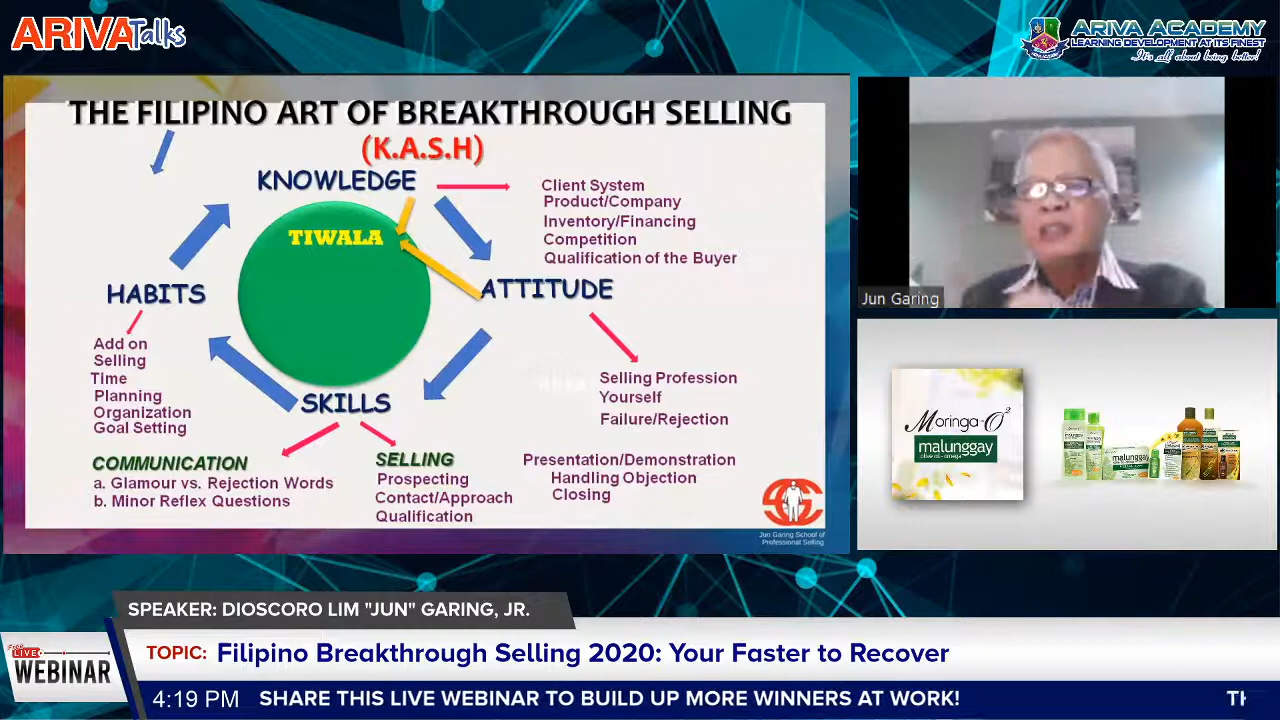 ARIVATalks
ARIVA ACADEMY
LEARNING DEVELOPMENT AT ITS FINEST
It's all about being better!
THE FILIPINO ART OF BREAKTHROUGH SELLING
(K.A.S.H)
KNOWLEDGE
Client System
Product/Company
Inventory/Financing
Competition
Qualification of the Buyer
TIWALA
HABITS
ATTITUDE
Add on
Selling
Time
Planning
Organization
Goal Setting
Selling Profession
Yourself
Failure/Rejection
SKILLS
COMMUNICATION
a. Glamour vs. Rejection Words
b. Minor Reflex Questions
SELLING
Prospecting
Contact/Approach
Qualification
Presentation/Demonstration
Handling Objection
Closing
Jun Garing School of
Professional Selling
Jun Garing
Moringa-O²
malunggay
malunggay
SPEAKER: DIOSCORO LIM "JUN" GARING, JR.
Free
LIVE
WEBINAR
TOPIC: Filipino Breakthrough Selling 2020: Your Faster to Recover
4:19 PM SHARE THIS LIVE WEBINAR TO BUILD UP MORE WINNERS AT WORK!